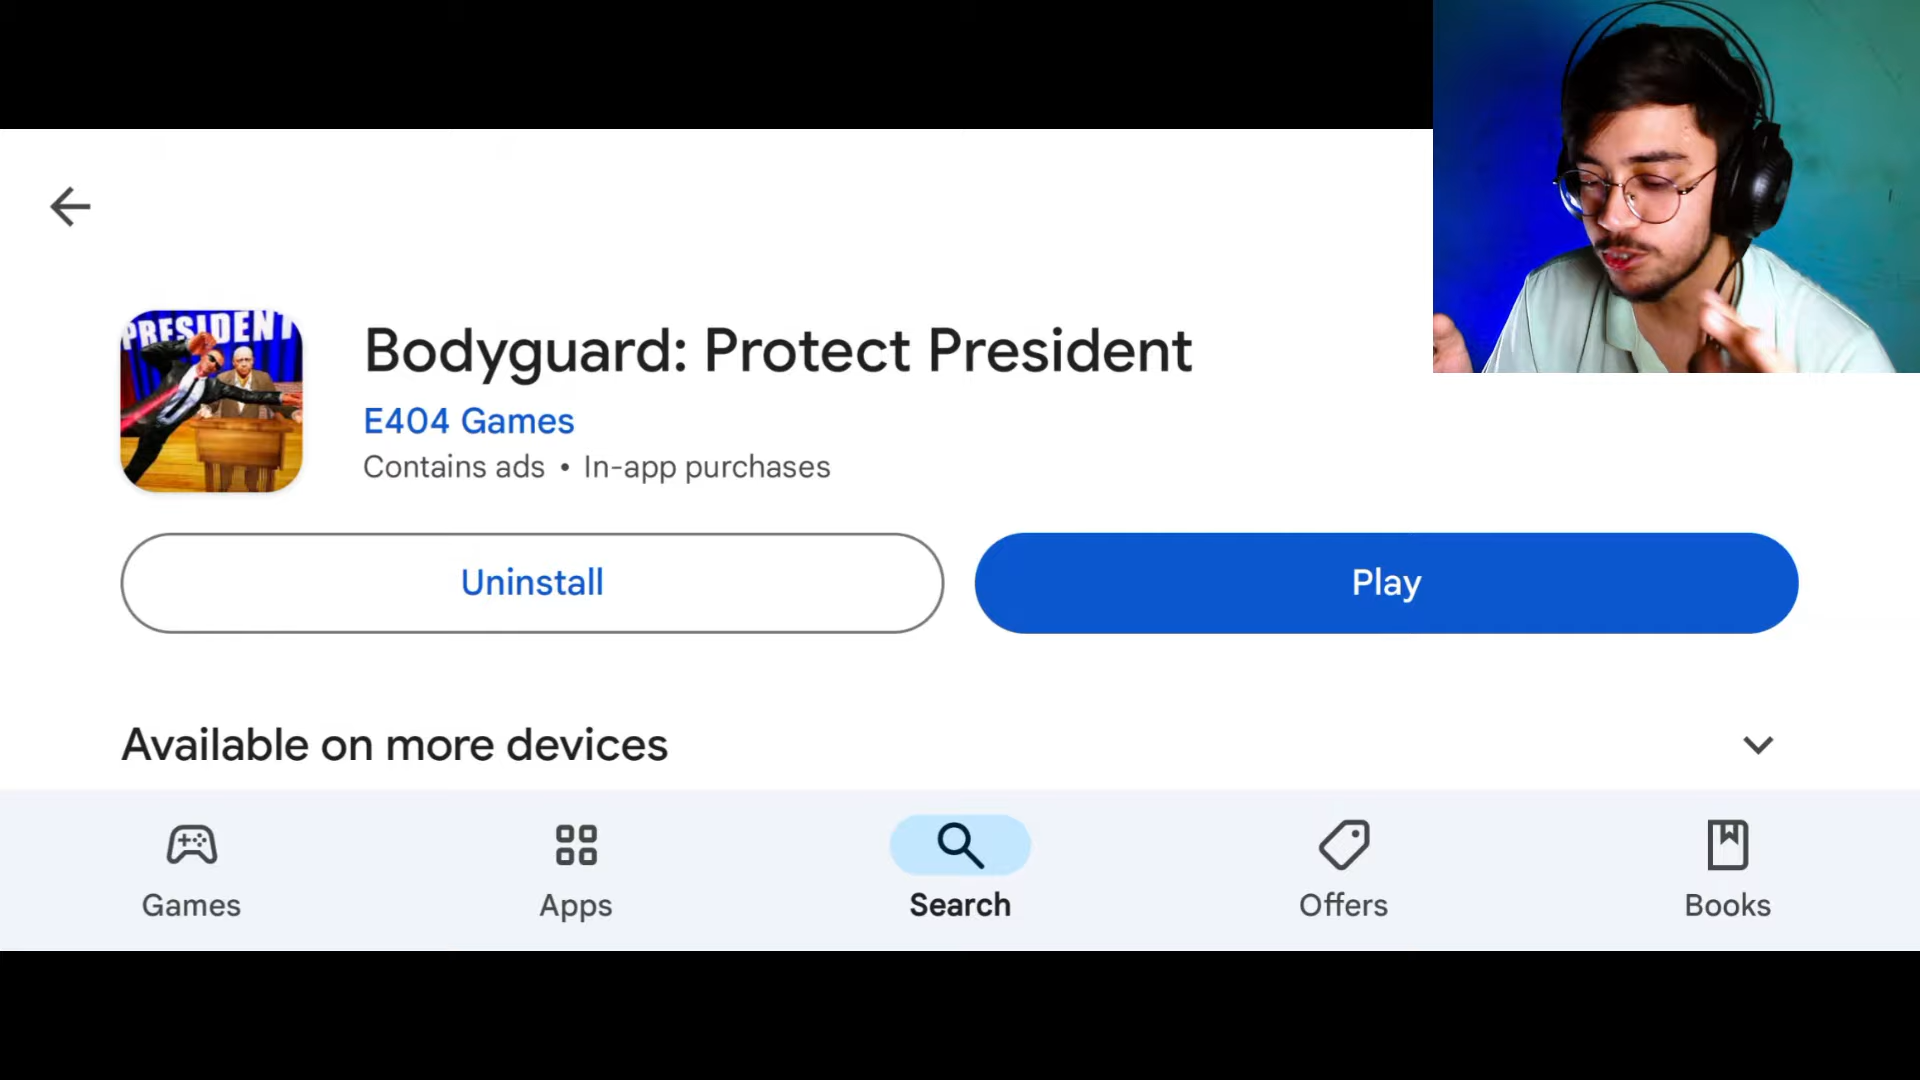 PRESIDENT
Bodyguard: Protect President
E404 Games
Contains ads • In-app purchases
Uninstall
Play
Available on more devices
Games
Apps
Search
Offers
Books